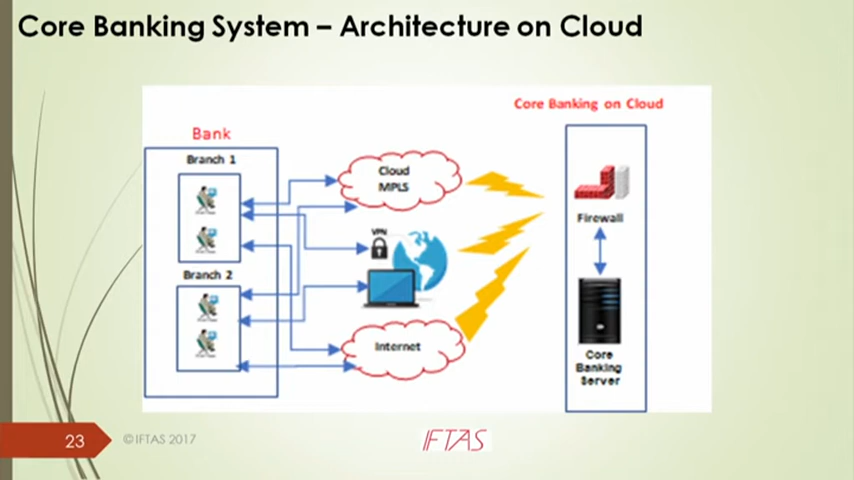 Core Banking System – Architecture on Cloud
Core Banking on Cloud
Bank
Branch 1
Branch 2
Cloud
MPLS
VPN
Internet
Firewall
Core
Banking
Server
23
©IFTAS 2017
IFTAS